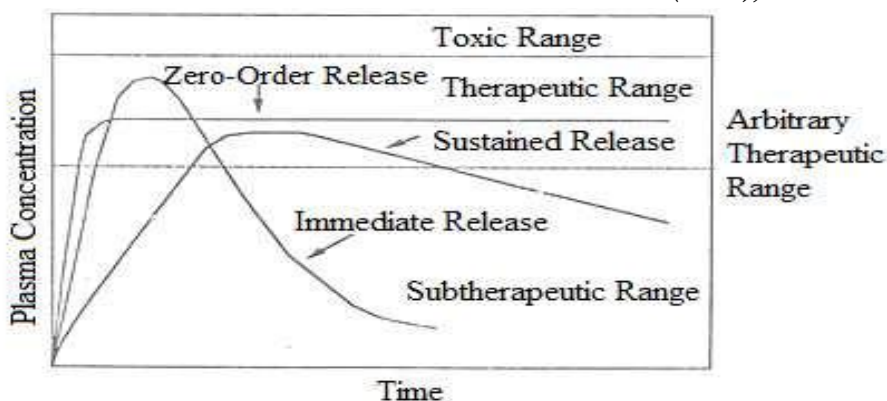 Toxic Range
Zero-Order Release
Therapeutic Range
Arbitrary
Therapeutic
Range
Sustained Release
Immediate Release
Subtherapeutic Range
Plasma Concentration
Time